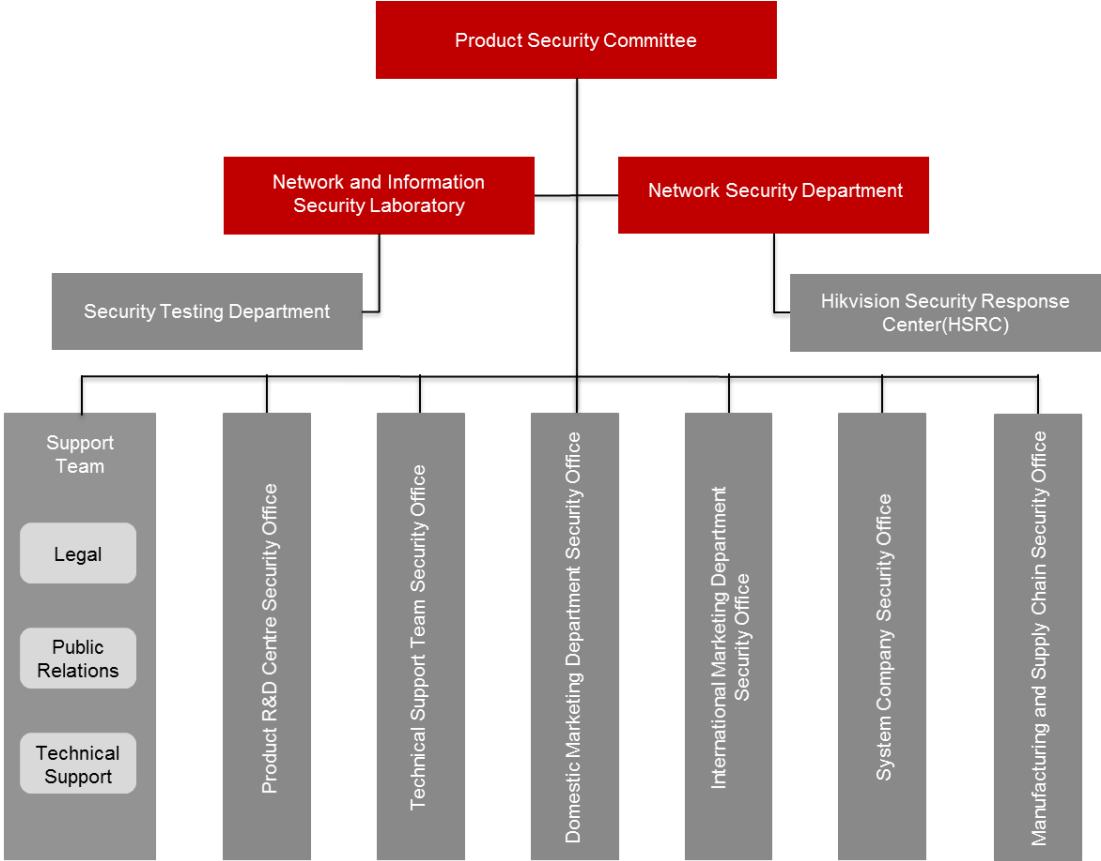 Product Security Committee
Network and Information
Security Laboratory
Network Security Department
Security Testing Department
Hikvision Security Response
Center(HSRC)
Support
Team
Legal
Public
Relations
Technical
Support
Product R&D Centre Security Office
Technical Support Team Security Office
Domestic Marketing Department Security Office
International Marketing Department
Security Office
System Company Security Office
Manufacturing and Supply Chain Security Office